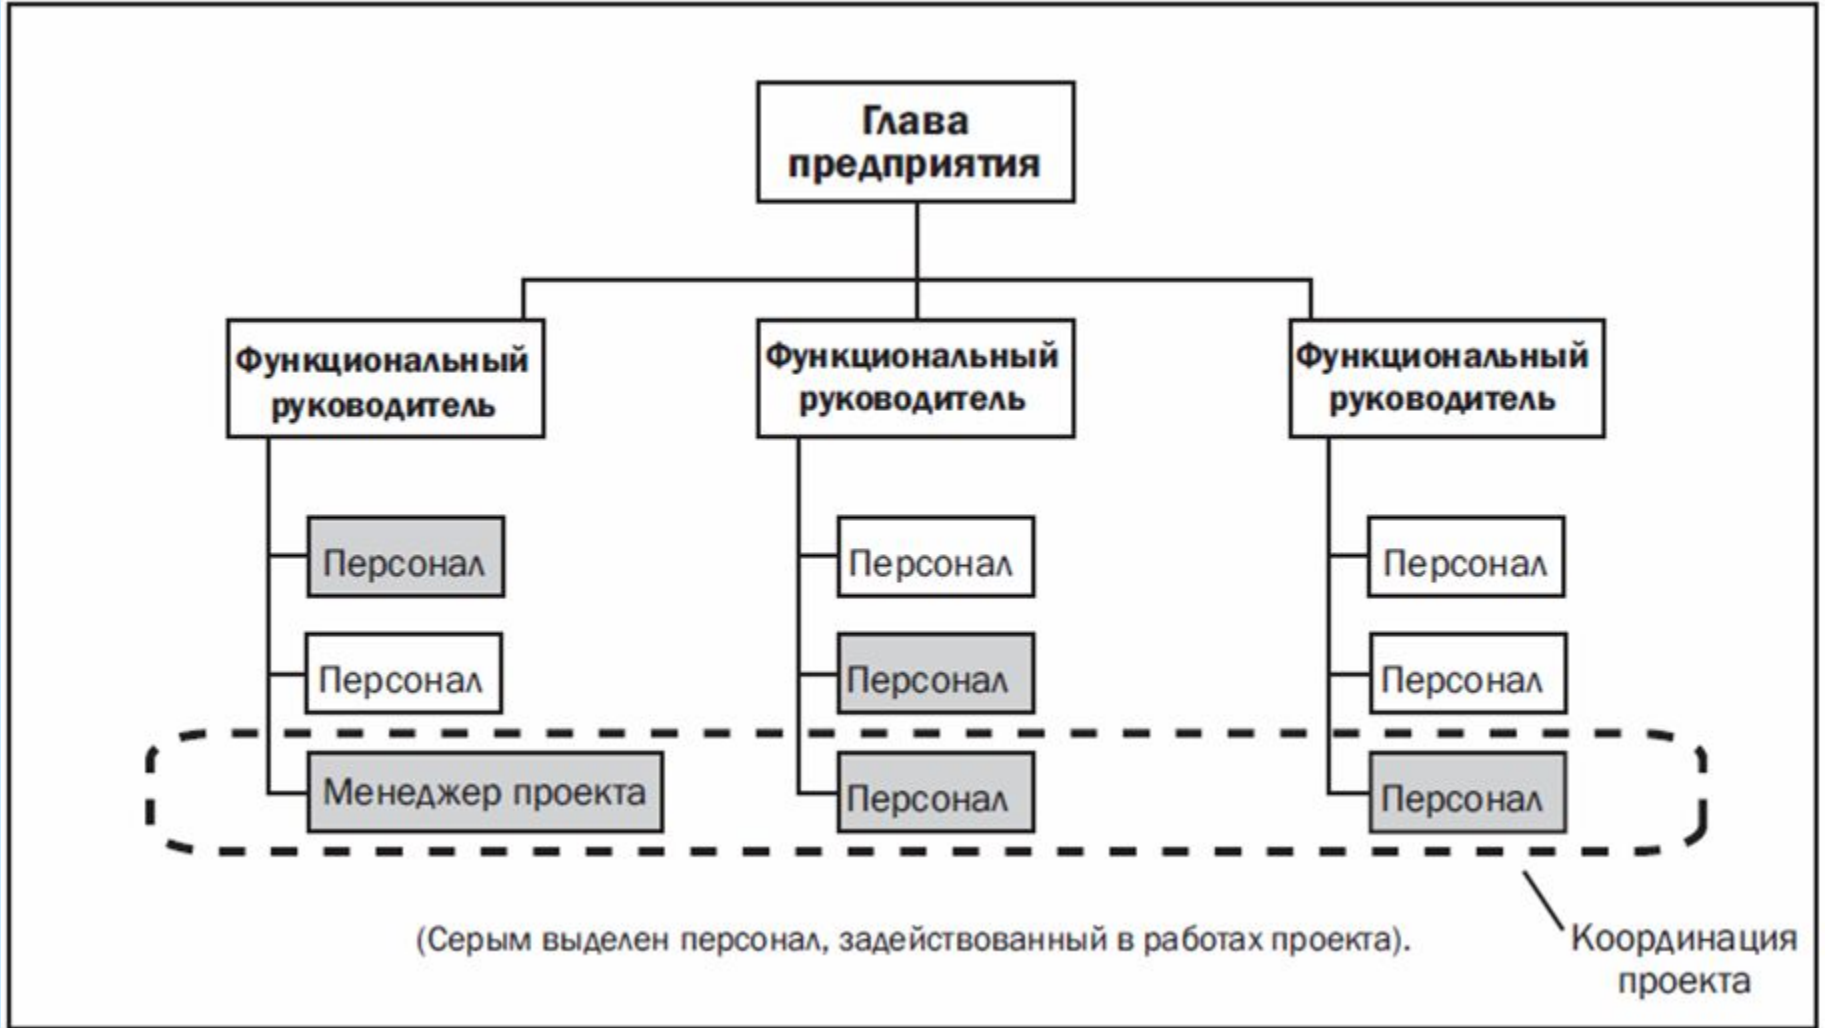 Глава
предприятия
Функциональный
руководитель
Функциональный
руководитель
Функциональный
руководитель
Персонал
Персонал
Персонал
Персонал
Персонал
Персонал
Менеджер проекта
Персонал
Персонал
(Серым выделен персонал, задействованный в работах проекта).
Координация
проекта